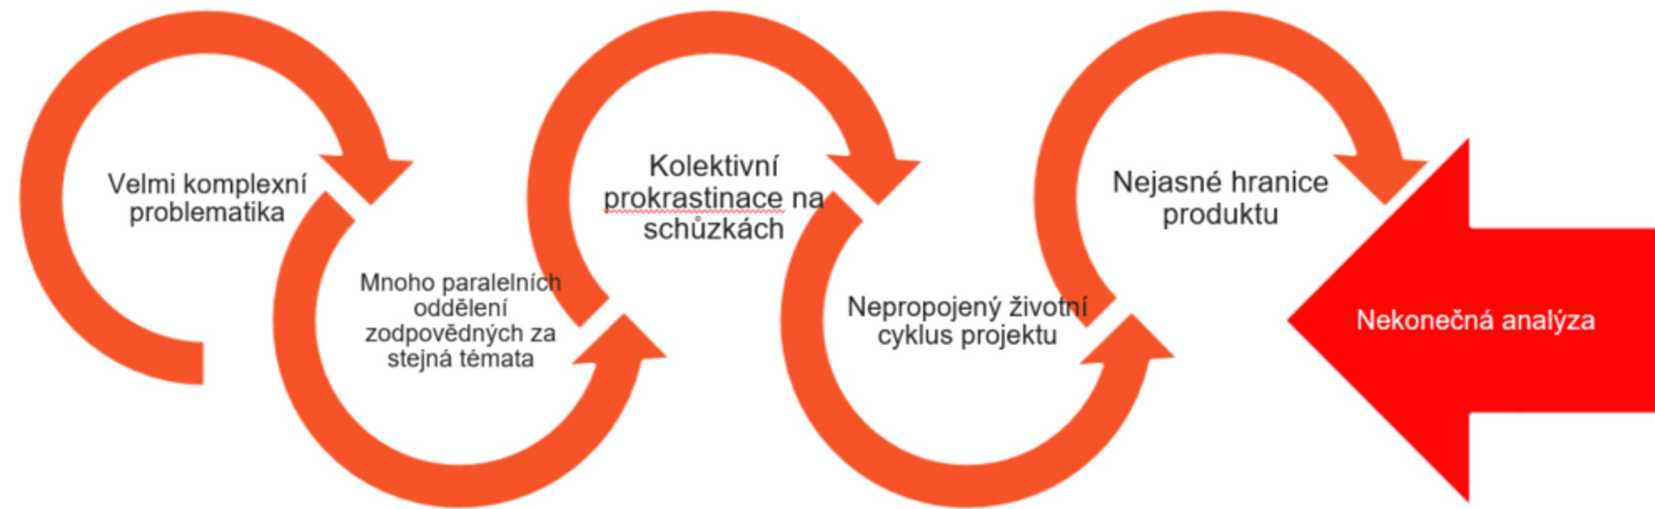 Velmi komplexní
problematika
Mnoho paralelních
oddělení
zodpovědných za
stejná témata
Kolektivní
prokrastinace na
schůzkách
Nepropojený životní
cyklus projektu
Nejasné hranice
produktu
Nekonečná analýza